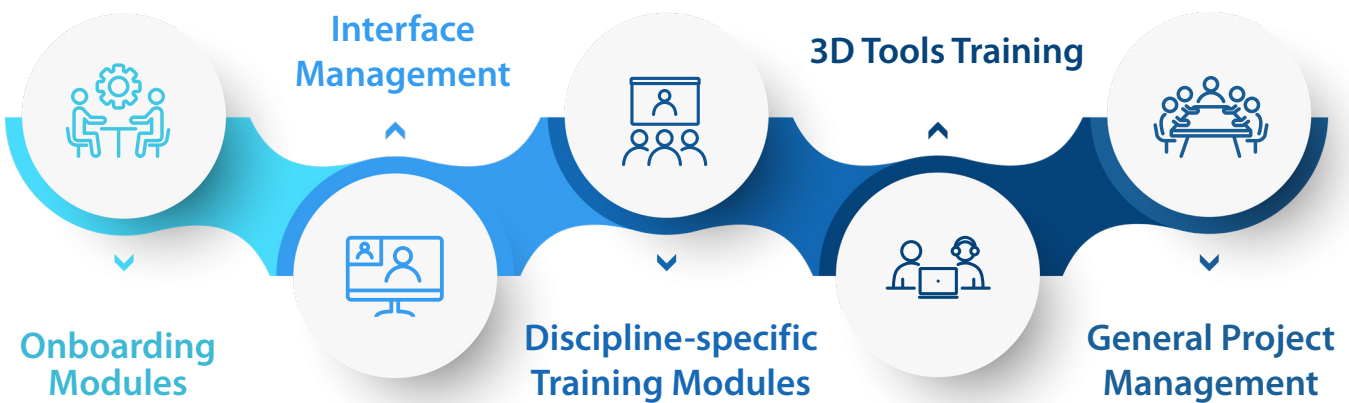 Onboarding
Modules
Interface
Management
Discipline-specific
Training Modules
3D Tools Training
General Project
Management